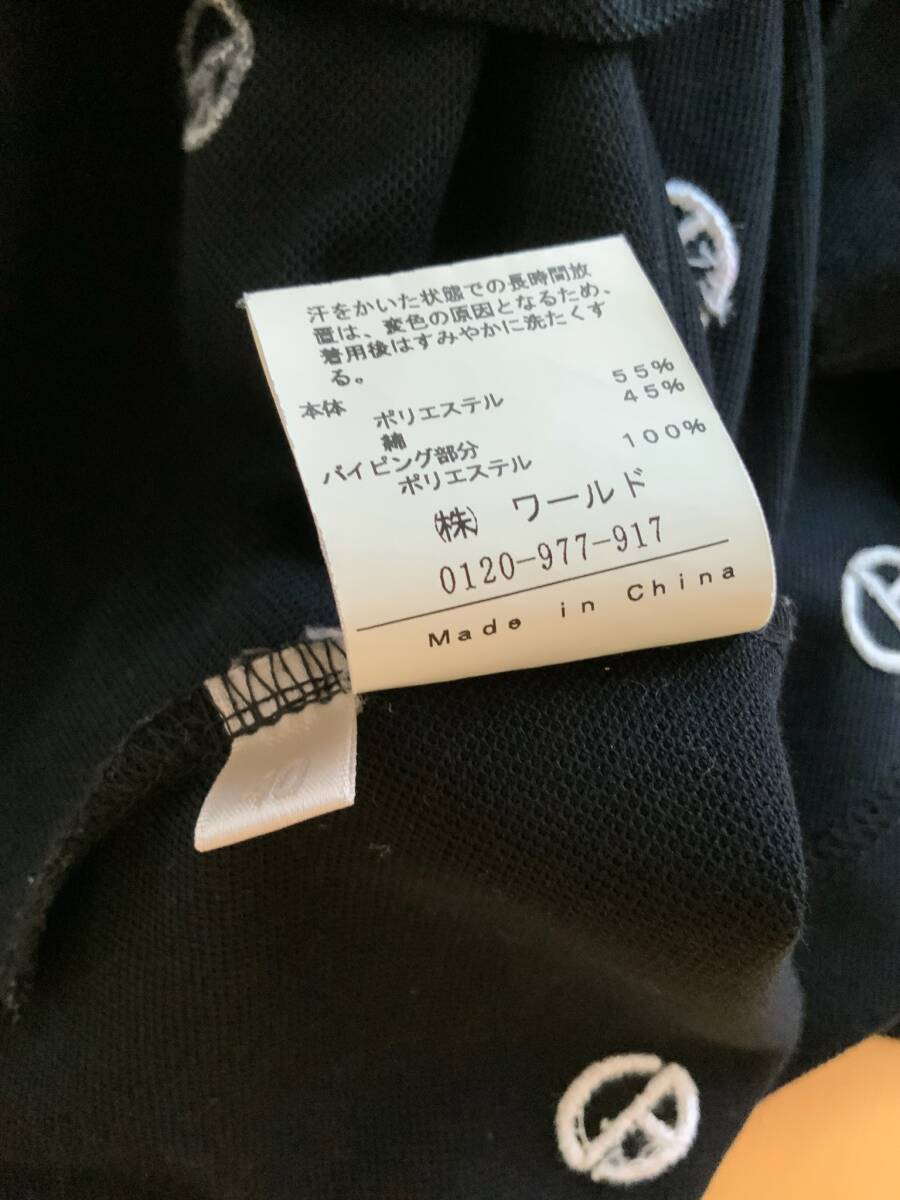 汗をかいた状態での長時間放
置は、変色の原因となるため、
着用後はすみやかに洗たくす
る。
本体
ポリエステル 55%
綿 45%
パイピング部分
ポリエステル 100%
㈱ ワールド
0120-977-917
Made in China